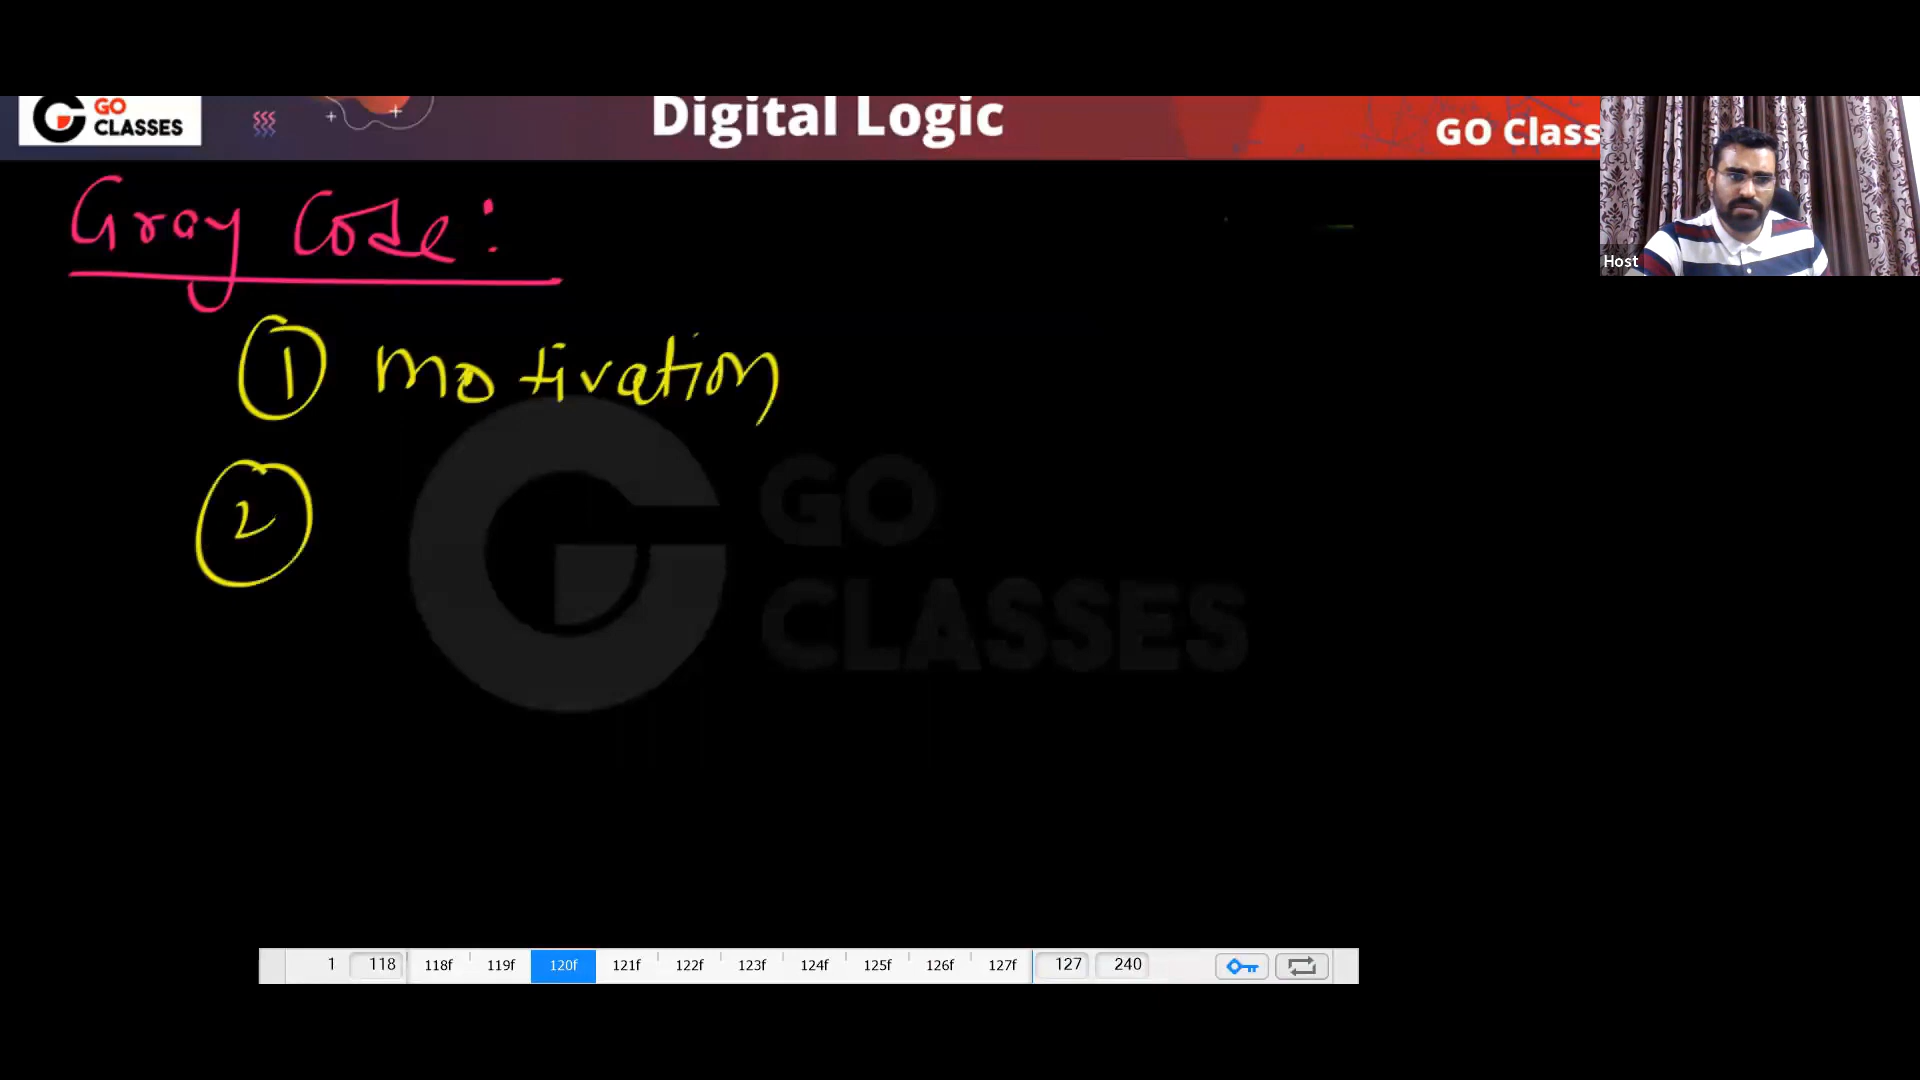 GO
CLASSES
Digital Logic
GO Class
Host
Gray Code:
① Motivation
②
GO
CLASSES
1 118 118f 119f 120f 121f 122f 123f 124f 125f 126f 127f 127 240